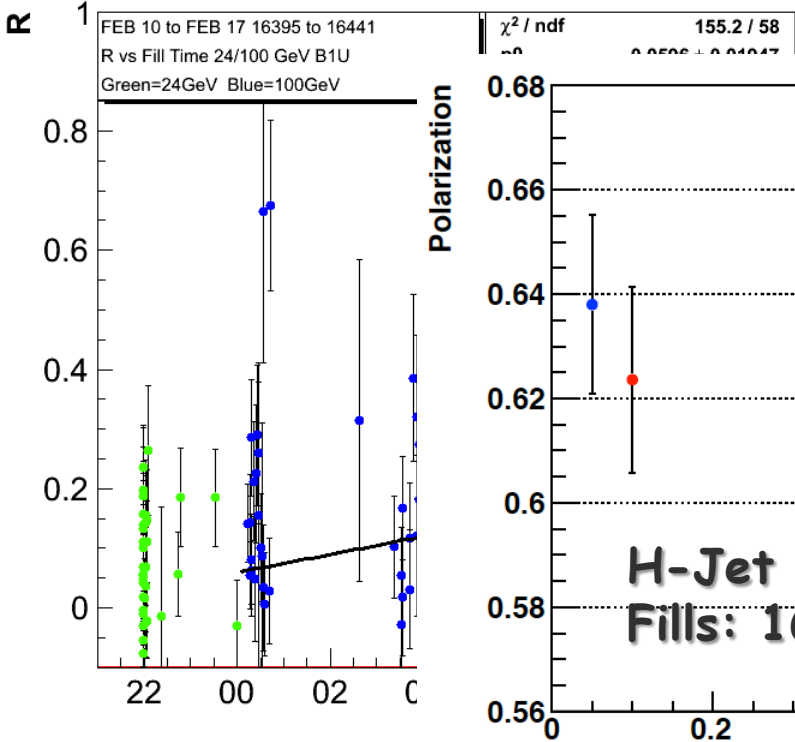 R
1
FEB 10 to FEB 17 16395 to 16441
R vs Fill Time 24/100 GeV B1U
Green=24GeV Blue=100GeV
0.8
0.6
0.4
0.2
0
22
00
02
χ² / ndf 155.2 / 58
Polarization
0.68
0.66
0.64
0.62
0.6
0.58
0.56
0
0.2
H-Jet
Fills: